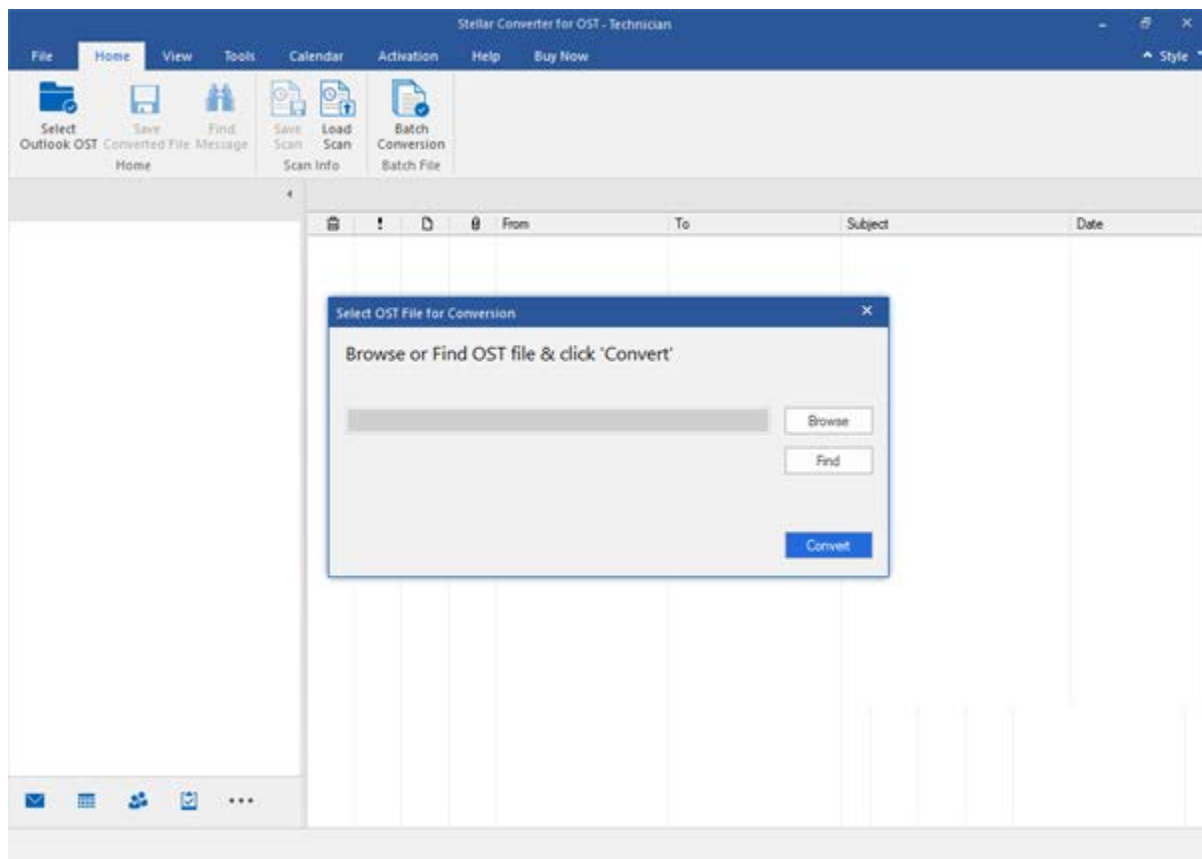 Stellar Converter for OST - Technician
File Home View Tools Calendar Activation Help Buy Now Style
Select Outlook OST
Save Converted File
Find Message
Save Scan
Load Scan
Batch Conversion
Home Scan Info Batch File
! From To Subject Date
Select OST File for Conversion
Browse or Find OST file & click 'Convert'
Browse
Find
Convert